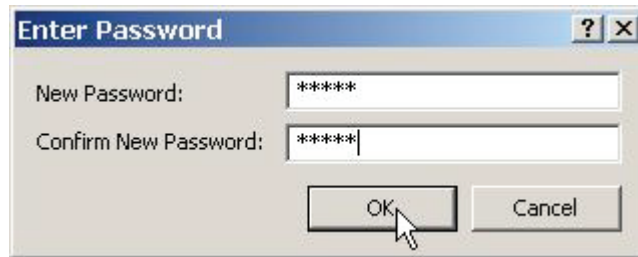 Enter Password ? ×
New Password: *****
Confirm New Password: *****
OK Cancel